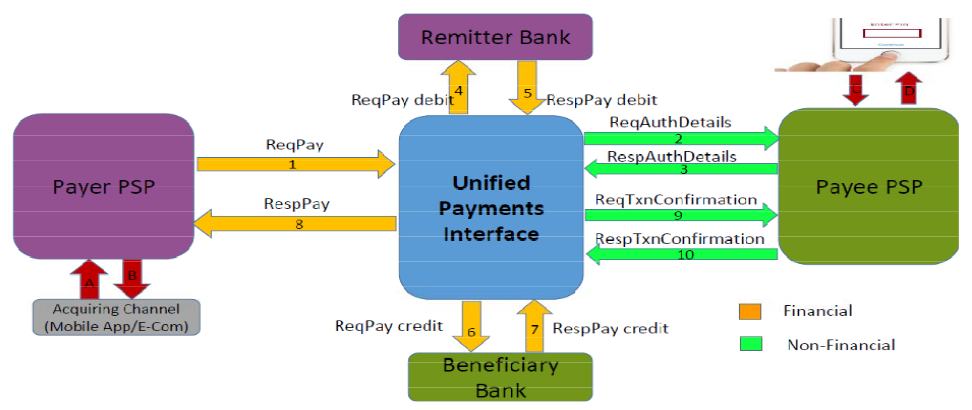 Enter Pin
Continue
Remitter Bank
4
5
ReqPay debit
RespPay debit
D
ReqAuthDetails
2
RespAuthDetails
3
ReqPay
1
Payer PSP
Unified
Payments
Interface
Payee PSP
RespPay
8
ReqTxnConfirmation
9
RespTxnConfirmation
10
A
B
Acquiring Channel
(Mobile App/E-Com)
ReqPay credit
6
7
RespPay credit
Financial
Non-Financial
Beneficiary
Bank